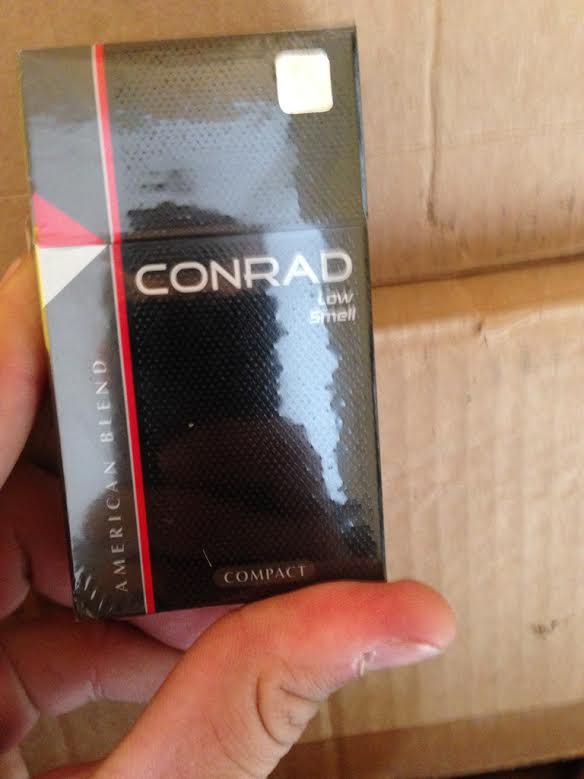 CONRAD
Low
Smell
AMERICAN BLEND
COMPACT